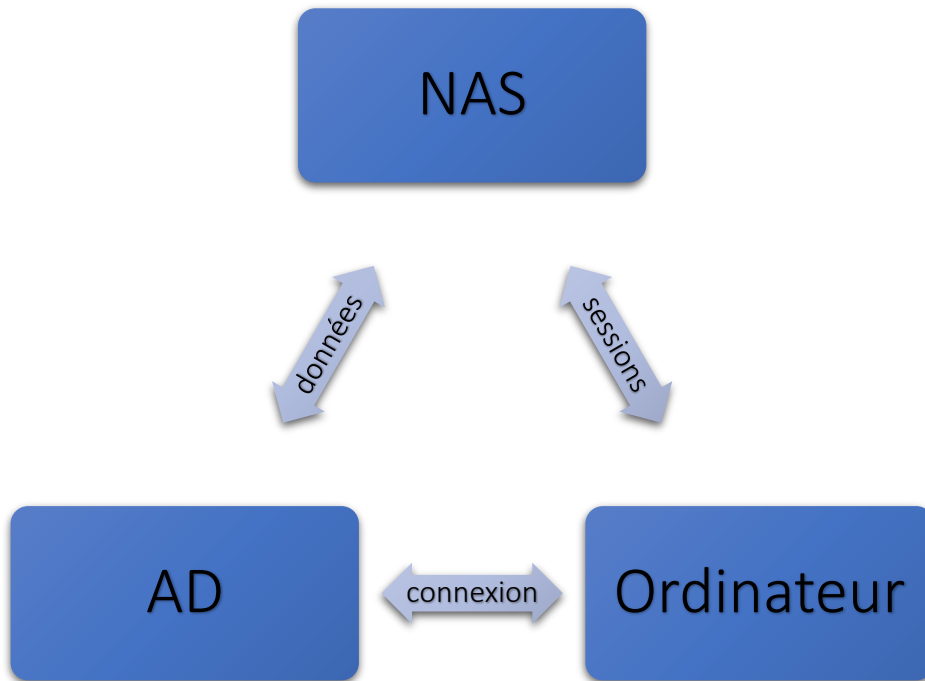 NAS
données
sessions
AD
connexion
Ordinateur